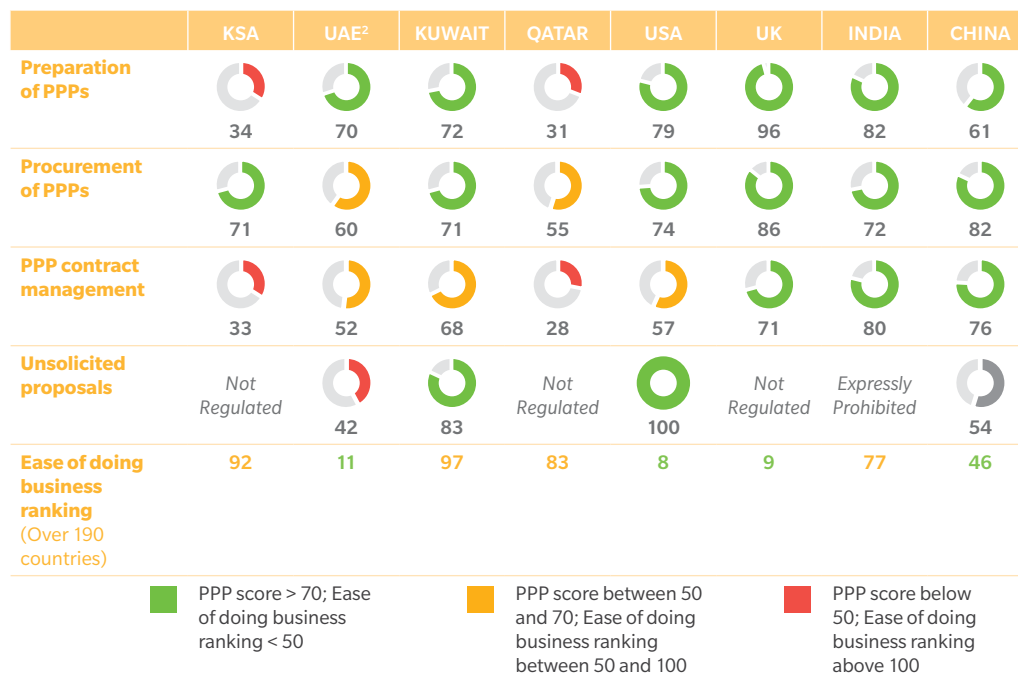 KSA UAE² KUWAIT QATAR USA UK INDIA CHINA
Preparation
of PPPs
34 70 72 31 79 96 82 61
Procurement
of PPPs
71 60 71 55 74 86 72 82
PPP contract
management
33 52 68 28 57 71 80 76
Unsolicited
proposals
Not
Regulated
42
83
Not
Regulated
100
Not
Regulated
Expressly
Prohibited
54
Ease of doing
business
ranking
(Over 190
countries)
92 11 97 83 8 9 77 46
PPP score > 70; Ease
of doing business
ranking < 50
PPP score between 50
and 70; Ease of doing
business ranking
between 50 and 100
PPP score below
50; Ease of doing
business ranking
above 100